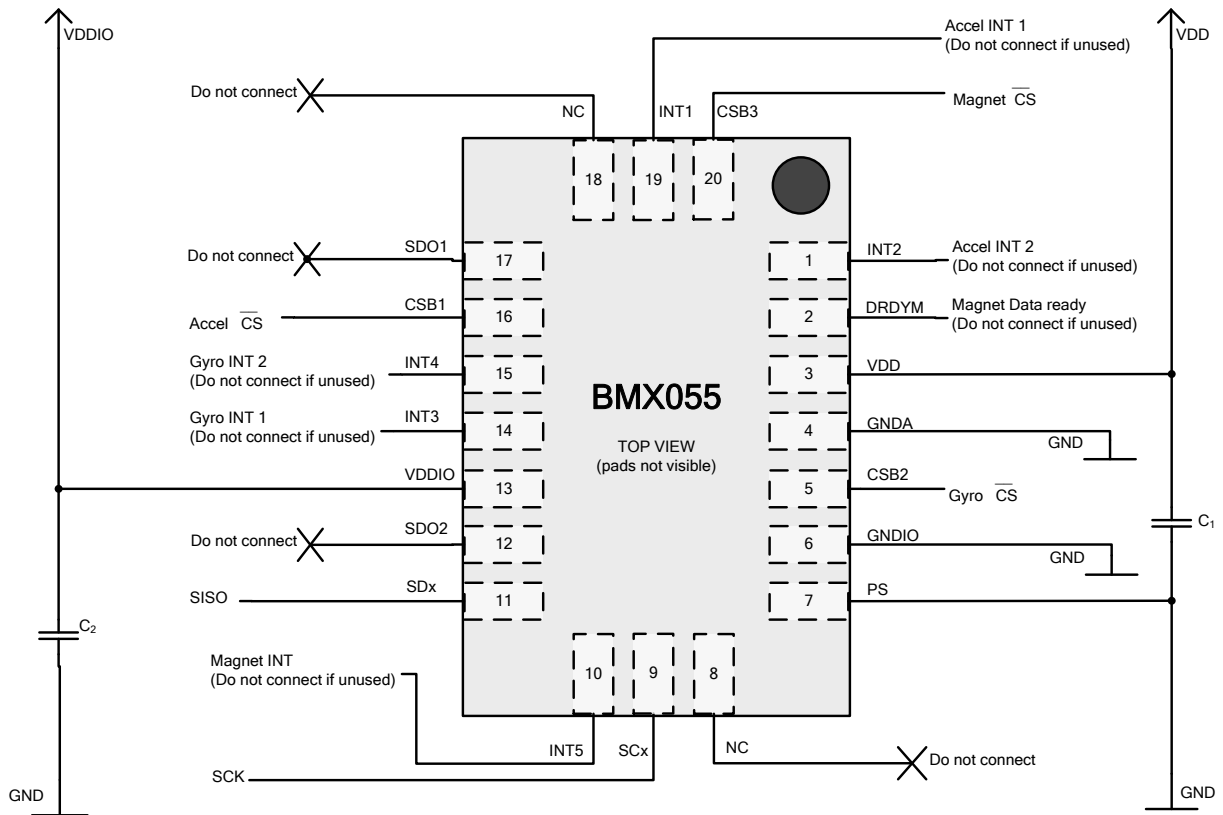 VDDIO
VDD
Accel INT 1
(Do not connect if unused)
Do not connect
Magnet CS
NC
INT1
CSB3
18
19
20
Do not connect
SDO1
17
1
INT2
Accel INT 2
(Do not connect if unused)
Accel CS
CSB1
16
2
DRDYM
Magnet Data ready
(Do not connect if unused)
Gyro INT 2
(Do not connect if unused)
INT4
15
3
VDD
BMX055
Gyro INT 1
(Do not connect if unused)
INT3
14
TOP VIEW
(pads not visible)
4
GNDA
GND
VDDIO
13
5
CSB2
Gyro CS
Do not connect
SDO2
12
6
GNDIO
GND
C1
SISO
SDx
11
7
PS
C2
Magnet INT
(Do not connect if unused)
10
9
8
INT5
SCx
NC
Do not connect
SCK
GND
GND